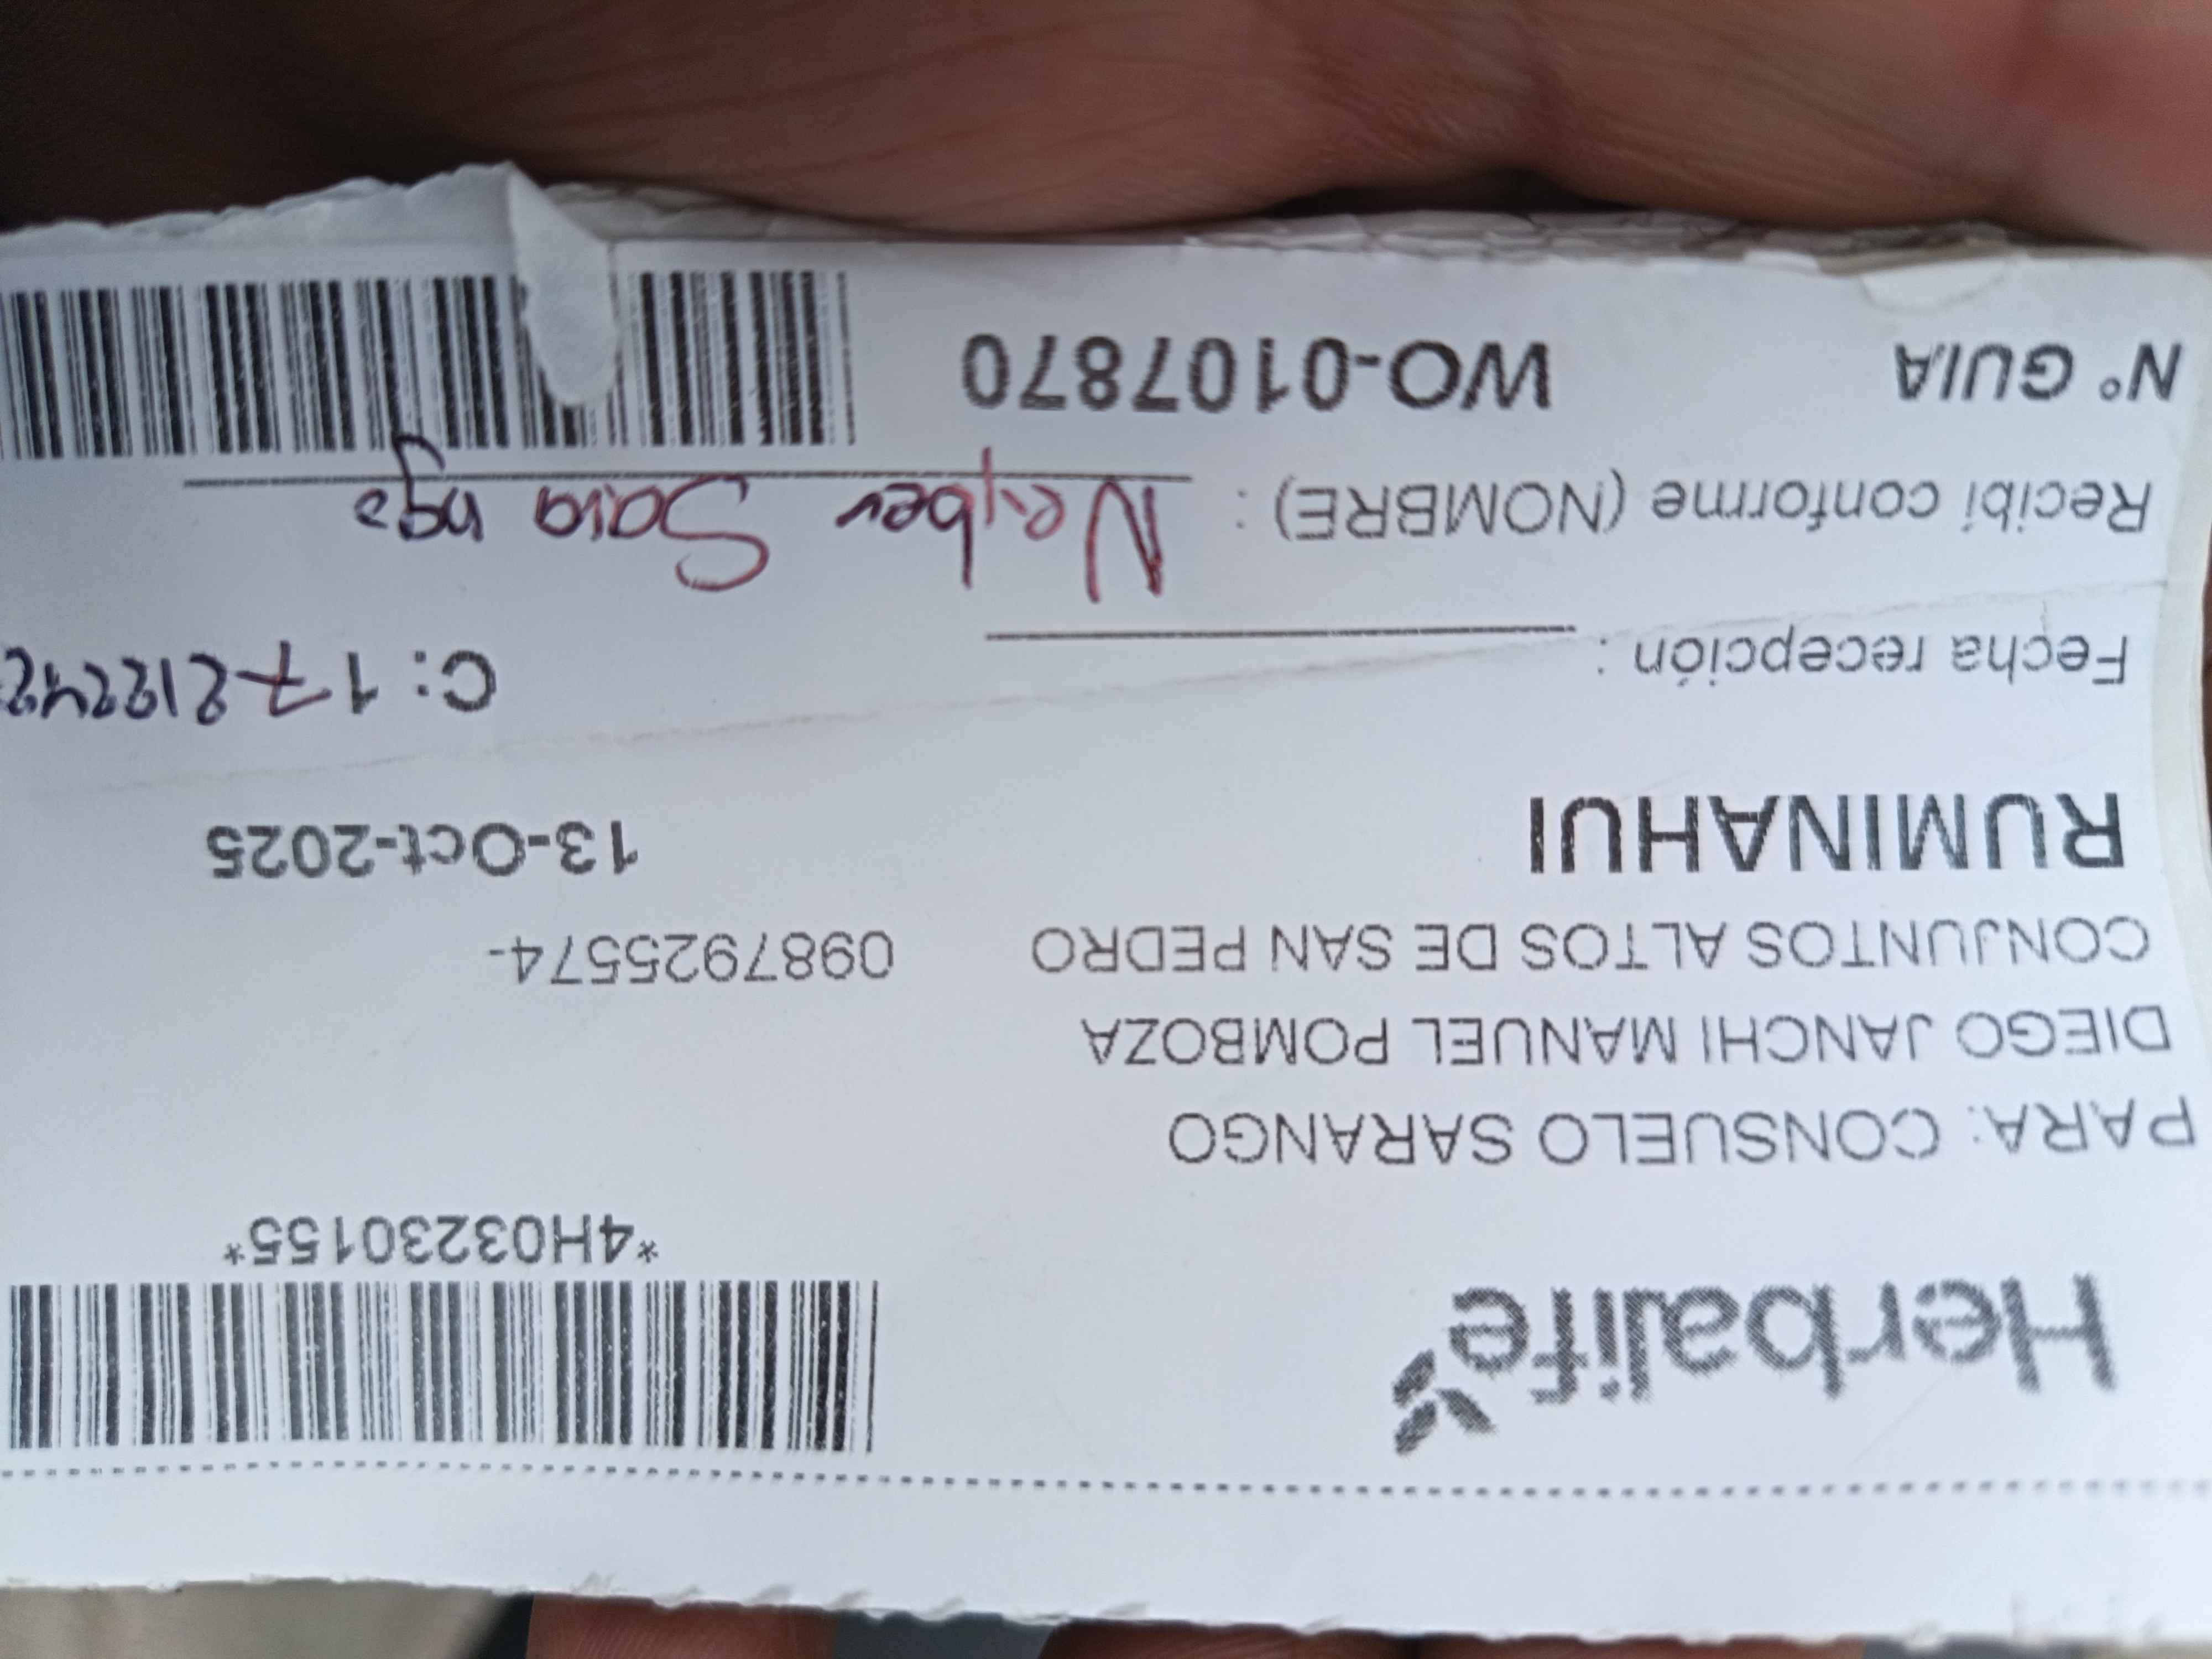 Herbalife
*4H03230155*
PARA: CONSUELO SARANGO
DIEGO JANCHI MANUEL POMBOZA
CONJUNTOS ALTOS DE SAN PEDRO 0987925574-
RUMINAHUI 13-Oct-2025
Fecha recepción : C: 17
Recibí conforme (NOMBRE) :
N° GUIA WO-0107870